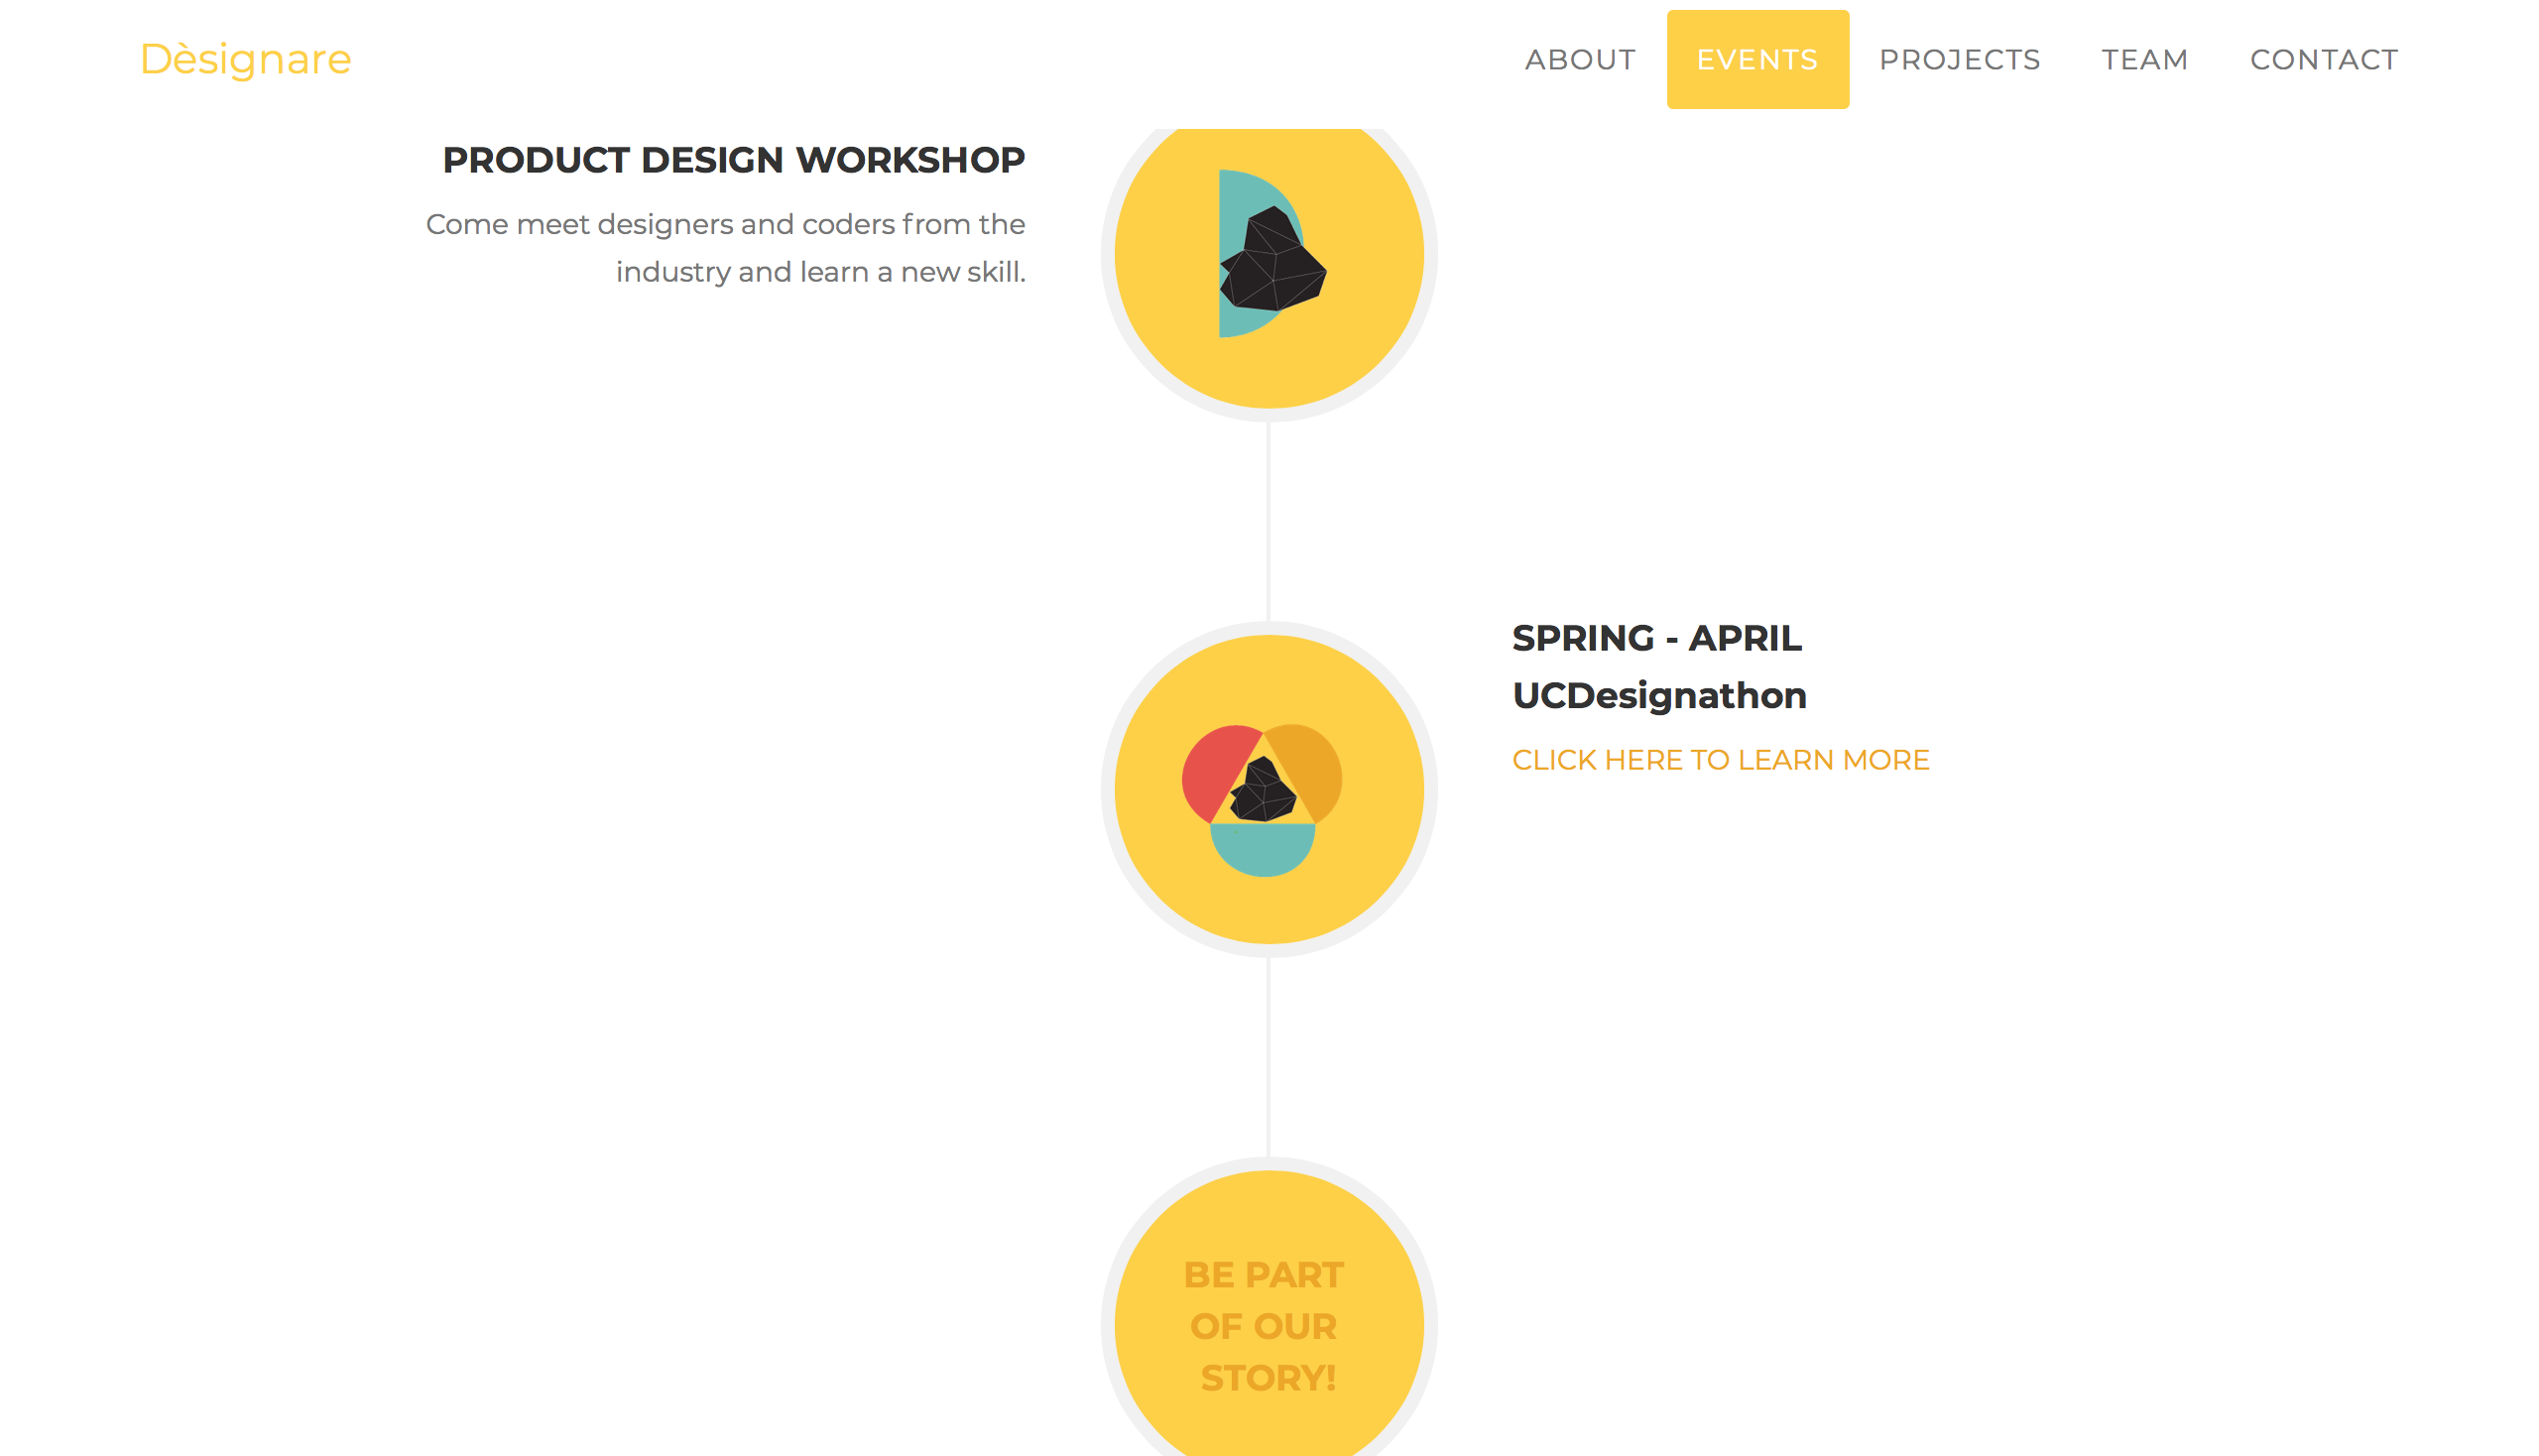 Dèsignare
ABOUT EVENTS PROJECTS TEAM CONTACT
PRODUCT DESIGN WORKSHOP
Come meet designers and coders from the
industry and learn a new skill.
SPRING - APRIL
UCDesignathon
CLICK HERE TO LEARN MORE
BE PART
OF OUR
STORY!